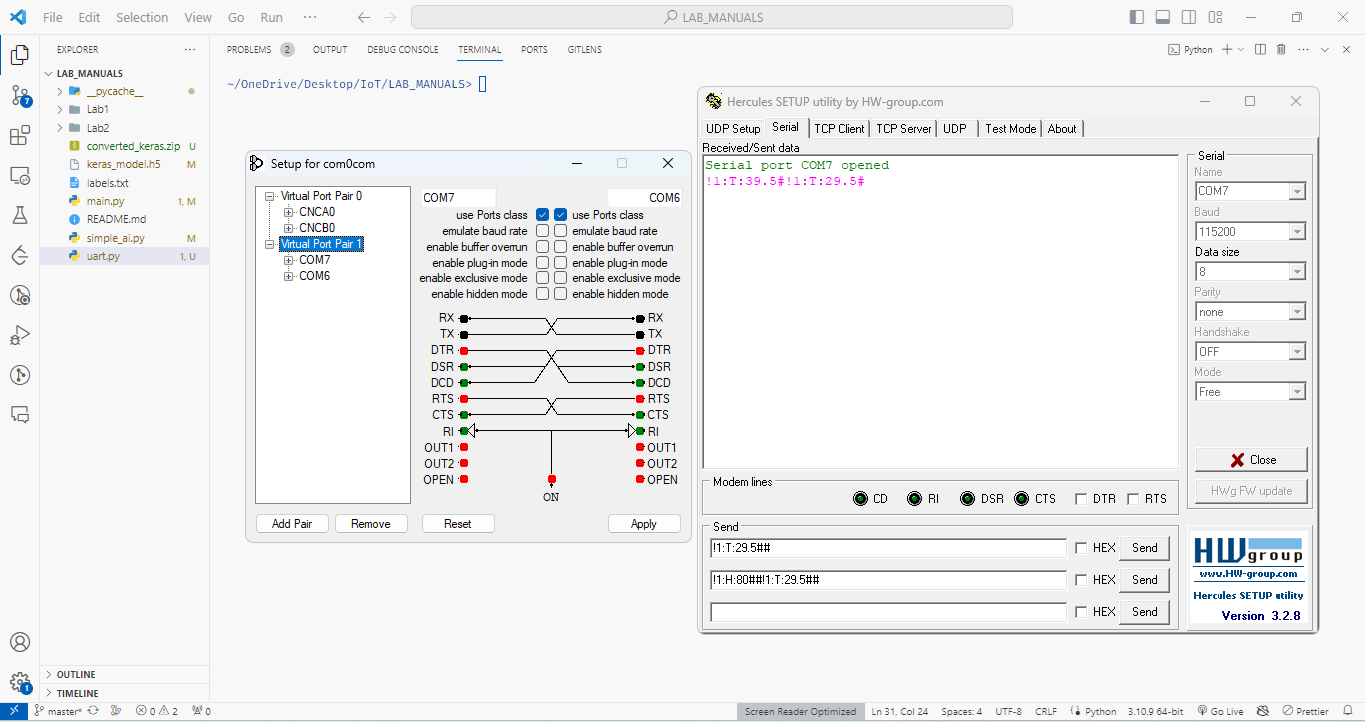 File Edit Selection View Go Run ··· LAB_MANUALS
EXPLORER ···
LAB_MANUALS
__pycache__
Lab1
Lab2
converted_keras.zip U
keras_model.h5 M
labels.txt
main.py 1, M
README.md
simple_ai.py M
uart.py 1, U
OUTLINE
TIMELINE
7
1
PROBLEMS 2 OUTPUT DEBUG CONSOLE TERMINAL PORTS GITLENS
Python
~/OneDrive/Desktop/IoT/LAB_MANUALS>
Setup for com0com
Virtual Port Pair 0
CNCA0
CNCB0
Virtual Port Pair 1
COM7
COM6
COM7 COM6
use Ports class use Ports class
emulate baud rate emulate baud rate
enable buffer overrun enable buffer overrun
enable plug-in mode enable plug-in mode
enable exclusive mode enable exclusive mode
enable hidden mode enable hidden mode
RX RX
TX TX
DTR DTR
DSR DSR
DCD DCD
RTS RTS
CTS CTS
RI RI
OUT1 OUT1
OUT2 OUT2
OPEN OPEN
ON
Add Pair Remove Reset Apply
Hercules SETUP utility by HW-group.com
UDP Setup Serial TCP Client TCP Server UDP Test Mode About
Received/Sent data
Serial port COM7 opened
!1:T:39.5#!1:T:29.5#
Serial
Name
COM7
Baud
115200
Data size
8
Parity
none
Handshake
OFF
Mode
Free
Close
HWg FW update
Modem lines
CD RI DSR CTS DTR RTS
Send
!1:T:29.5## HEX Send
!1:H:80##!1:T:29.5## HEX Send
HEX Send
HWgroup
www.HW-group.com
Hercules SETUP utility
Version 3.2.8
master* 0 2 0 Screen Reader Optimized Ln 31, Col 24 Spaces: 4 UTF-8 CRLF Python 3.10.9 64-bit Go Live Prettier